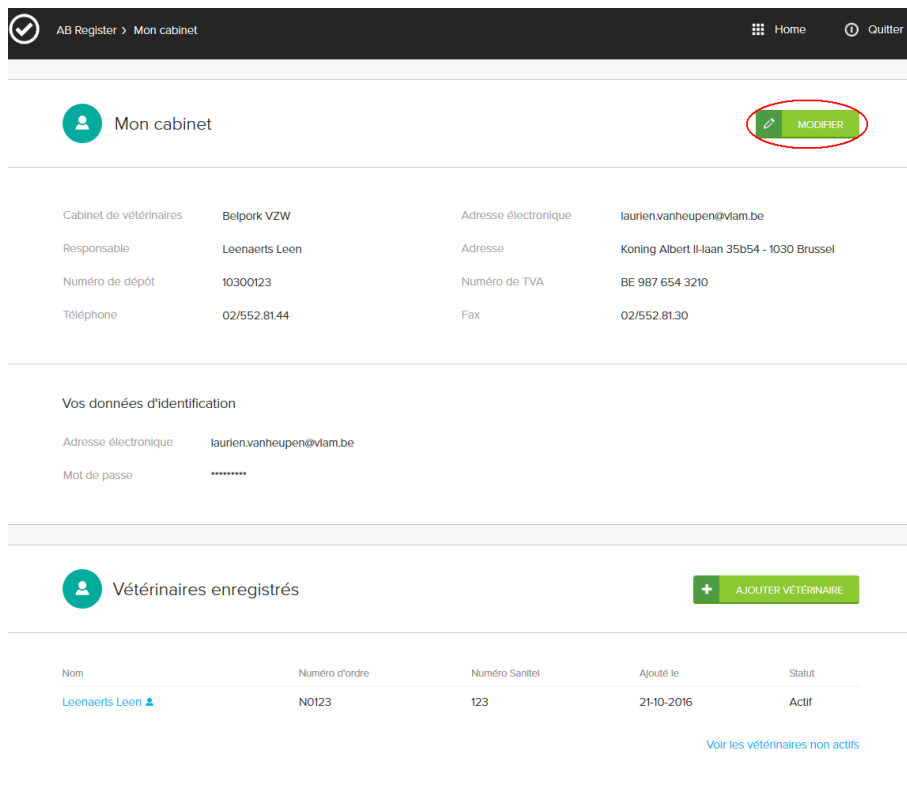 AB Register > Mon cabinet Home Quitter
Mon cabinet MODIFIER
Cabinet de vétérinaires Belpork VZW Adresse électronique laurien.vanheupen@vlam.be
Responsable Leenaerts Leen Adresse Koning Albert II-laan 35b54 - 1030 Brussel
Numéro de dépôt 10300123 Numéro de TVA BE 987 654 3210
Téléphone 02/552.81.44 Fax 02/552.81.30
Vos données d'identification
Adresse électronique laurien.vanheupen@vlam.be
Mot de passe •••••••••
Vétérinaires enregistrés AJOUTER VÉTÉRINAIRE
Nom Numéro d'ordre Numéro Sanitel Ajouté le Statut
Leenaerts Leen N0123 123 21-10-2016 Actif
Voir les vétérinaires non actifs